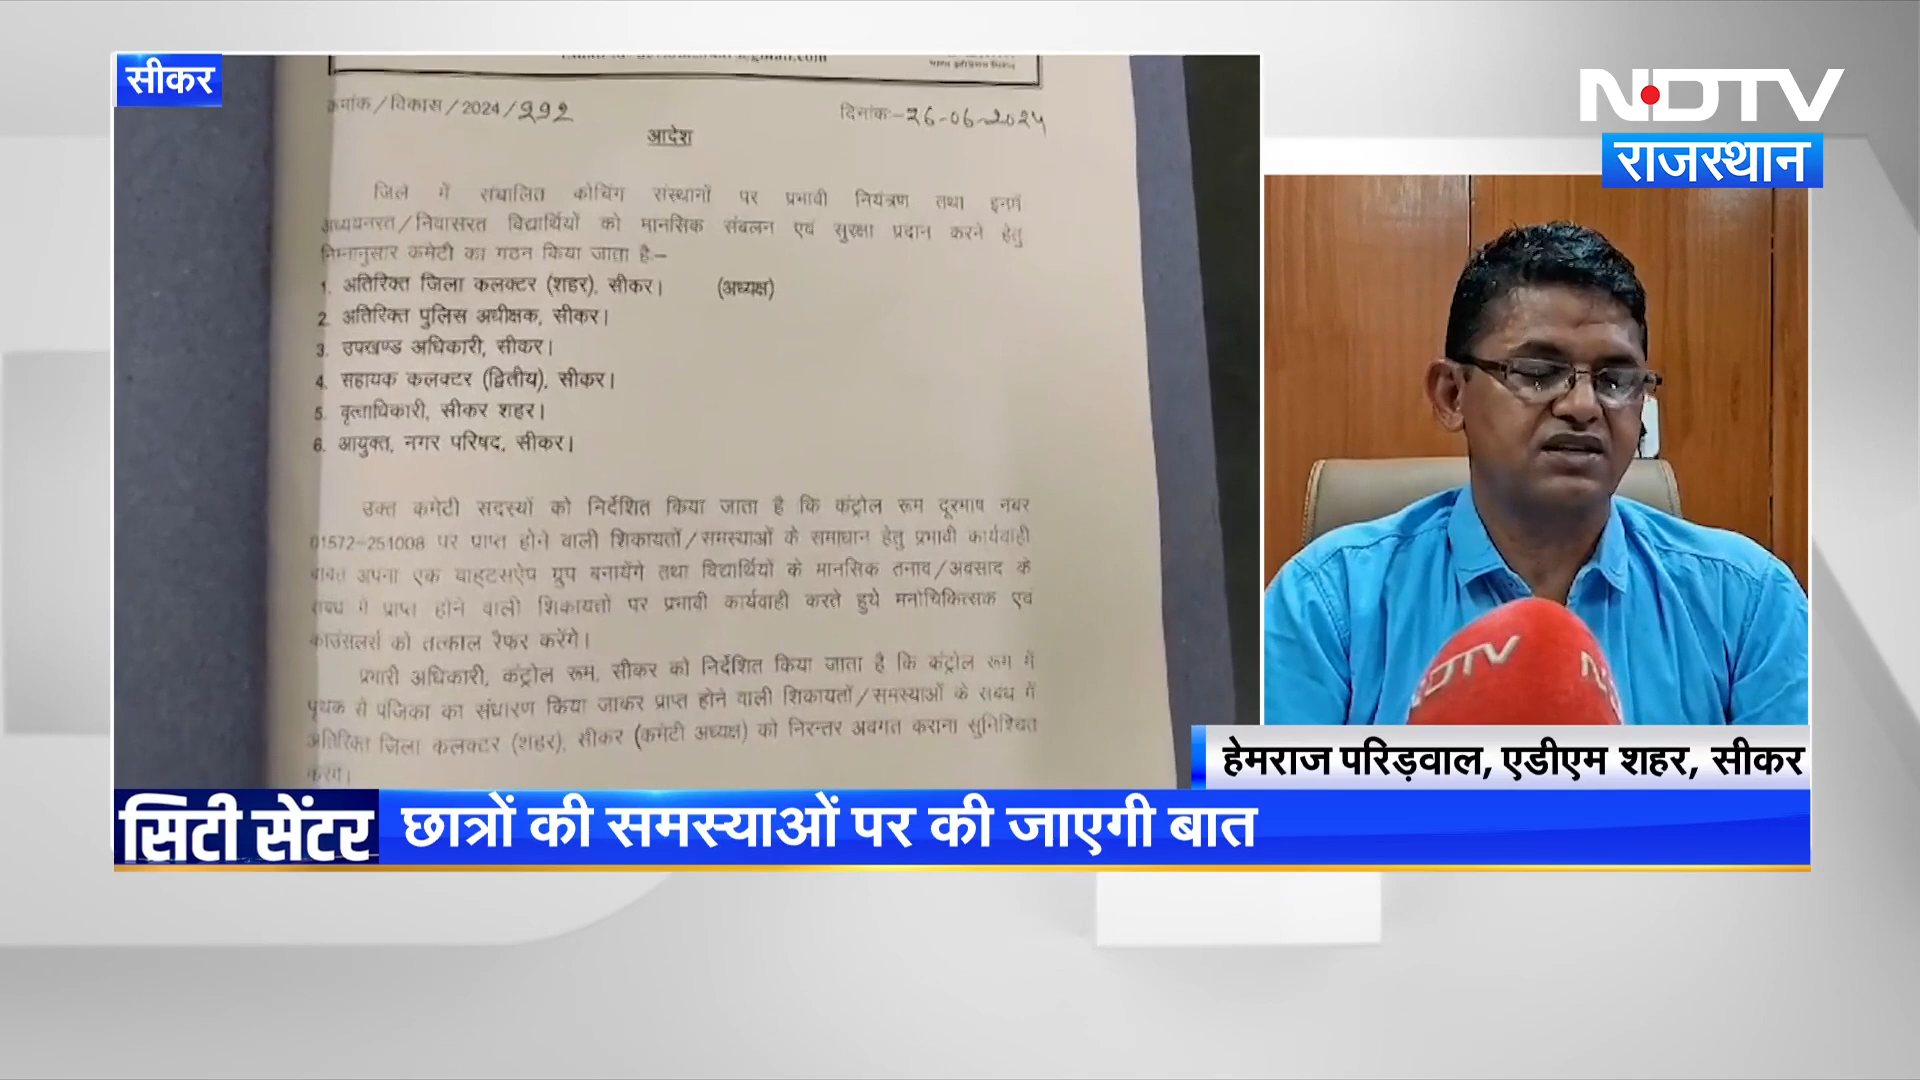 सीकर
NDTV
राजस्थान
क्रमांक/विकास/2024/292
दिनांकः-26-06-2024
आदेश
जिले में संचालित कोचिंग संस्थानों पर प्रभावी नियंत्रण तथा इनमें
अध्ययनरत/निवासरत विद्यार्थियों को मानसिक संबलन एवं सुरक्षा प्रदान करने हेतु
निम्नानुसार कमेटी का गठन किया जाता है:-
1. अतिरिक्त जिला कलक्टर (शहर), सीकर। (अध्यक्ष)
2. अतिरिक्त पुलिस अधीक्षक, सीकर।
3. उपखण्ड अधिकारी, सीकर।
4. सहायक कलक्टर (द्वितीय), सीकर।
5. वृत्ताधिकारी, सीकर शहर।
6. आयुक्त, नगर परिषद, सीकर।
उक्त कमेटी सदस्यों को निर्देशित किया जाता है कि कंट्रोल रूम दूरभाष नंबर
01572-251008 पर प्राप्त होने वाली शिकायतों/समस्याओं के समाधान हेतु प्रभावी कार्यवाही
बाबत अपना एक वाह्टसऐप ग्रुप बनायेंगे तथा विद्यार्थियों के मानसिक तनाव/अवसाद के
संबंध में प्राप्त होने वाली शिकायतों पर प्रभावी कार्यवाही करते हुये मनोचिकित्सक एवं
काउंसलर्स को तत्काल रैफर करेंगे।
प्रभारी अधिकारी, कंट्रोल रूम, सीकर को निर्देशित किया जाता है कि कंट्रोल रूम में
पृथक से पंजिका का संधारण किया जाकर प्राप्त होने वाली शिकायतों/समस्याओं के संबंध में
अतिरिक्त जिला कलक्टर (शहर), सीकर (कमेटी अध्यक्ष) को निरन्तर अवगत कराना सुनिश्चित
करेंगे।
NDTV
हेमराज परिड़वाल, एडीएम शहर, सीकर
सिटी सेंटर
छात्रों की समस्याओं पर की जाएगी बात